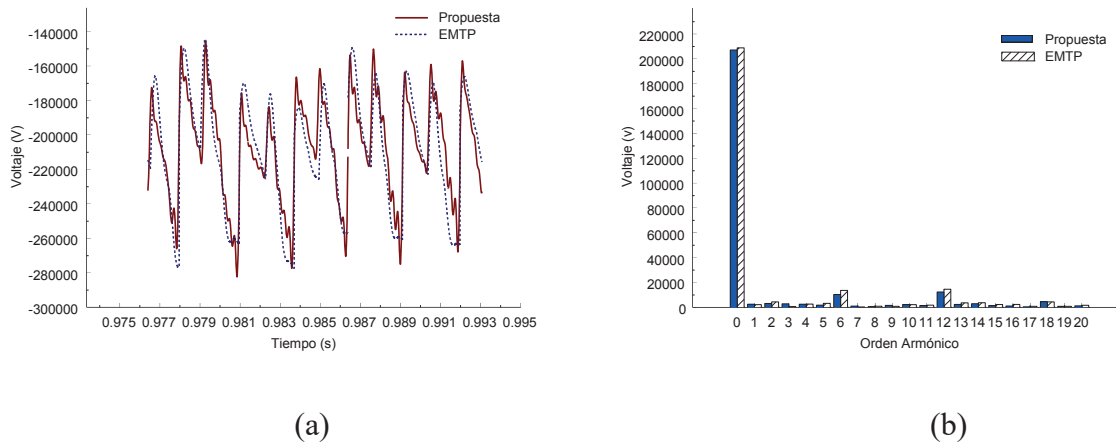 Propuesta
EMTP
Voltaje (V)
-140000
-160000
-180000
-200000
-220000
-240000
-260000
-280000
-300000
0.975 0.977 0.979 0.981 0.983 0.985 0.987 0.989 0.991 0.993 0.995
Tiempo (s)
(a)
Propuesta
EMTP
Voltaje (v)
220000
200000
180000
160000
140000
120000
100000
80000
60000
40000
20000
0
0 1 2 3 4 5 6 7 8 9 10 11 12 13 14 15 16 17 18 19 20
Orden Armónico
(b)